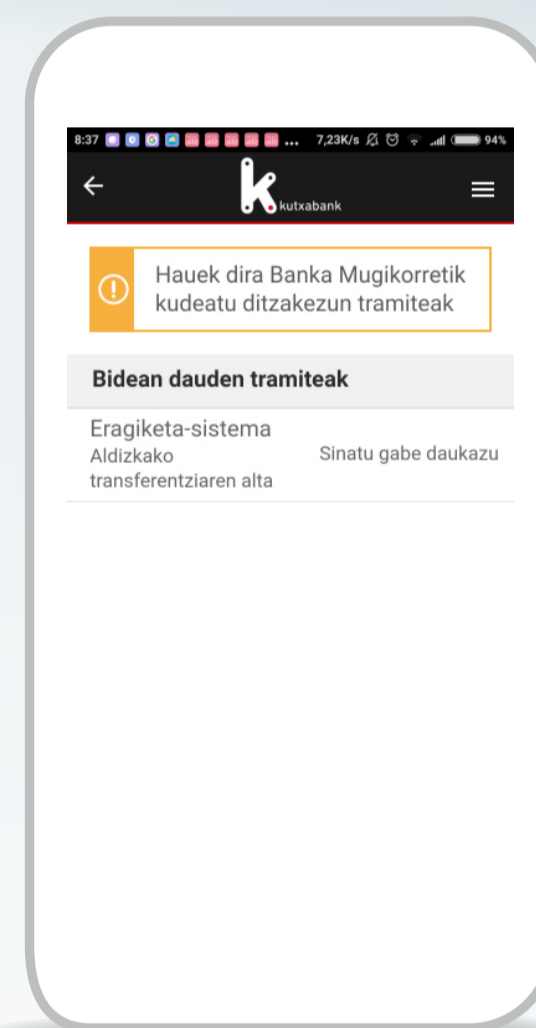 8:37 ... 7,23K/s 94%
k kutxabank
Hauek dira Banka Mugikorretik
kudeatu ditzakezun tramiteak
Bidean dauden tramiteak
Eragiketa-sistema
Aldizkako
transferentziaren alta
Sinatu gabe daukazu